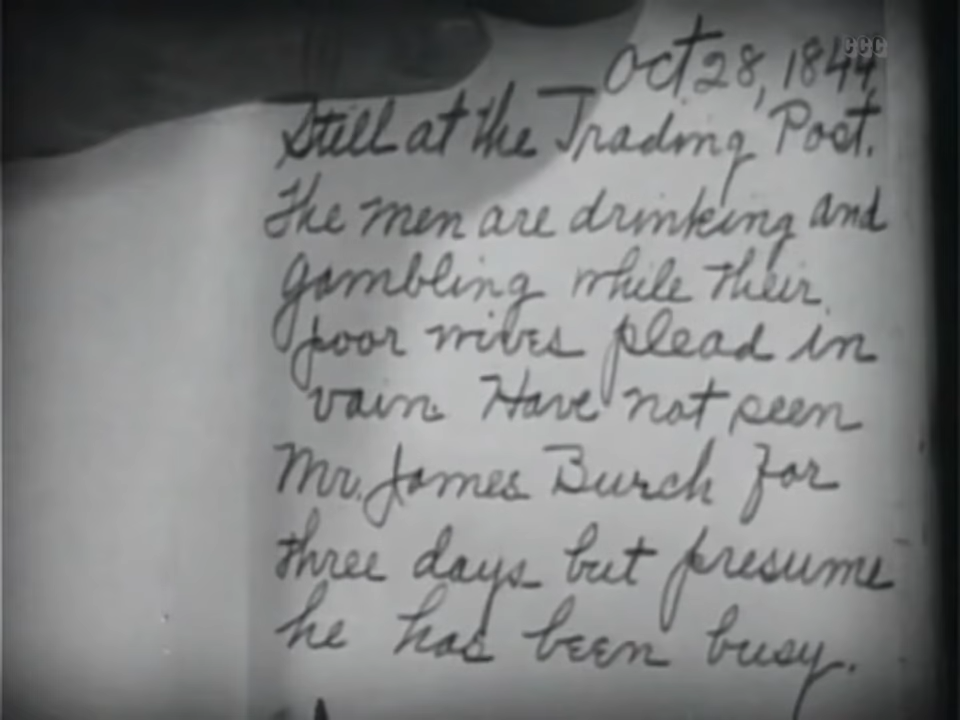 CCC
Oct 28, 1844
Still at the Trading Post.
The men are drinking and
gambling while their
poor wives plead in
vain. Have not seen
Mr. James Burch for
three days but presume
he has been busy.